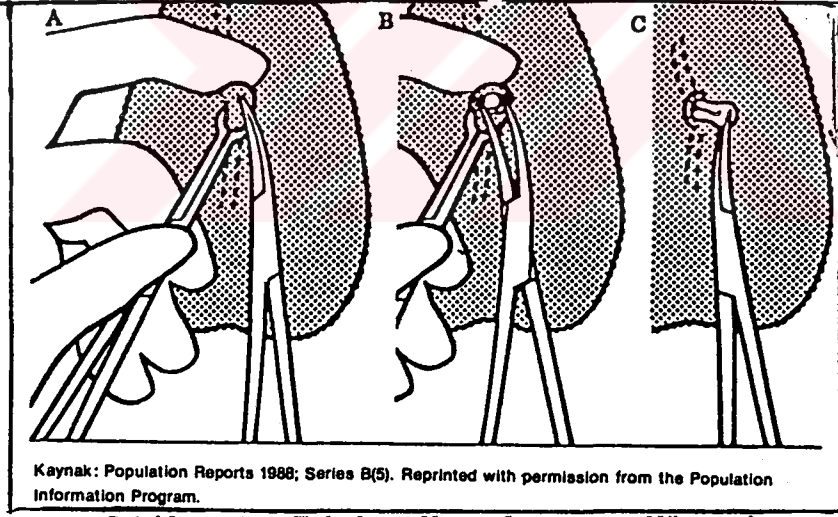 A B C
Kaynak: Population Reports 1988; Series B(5). Reprinted with permission from the Population
Information Program.